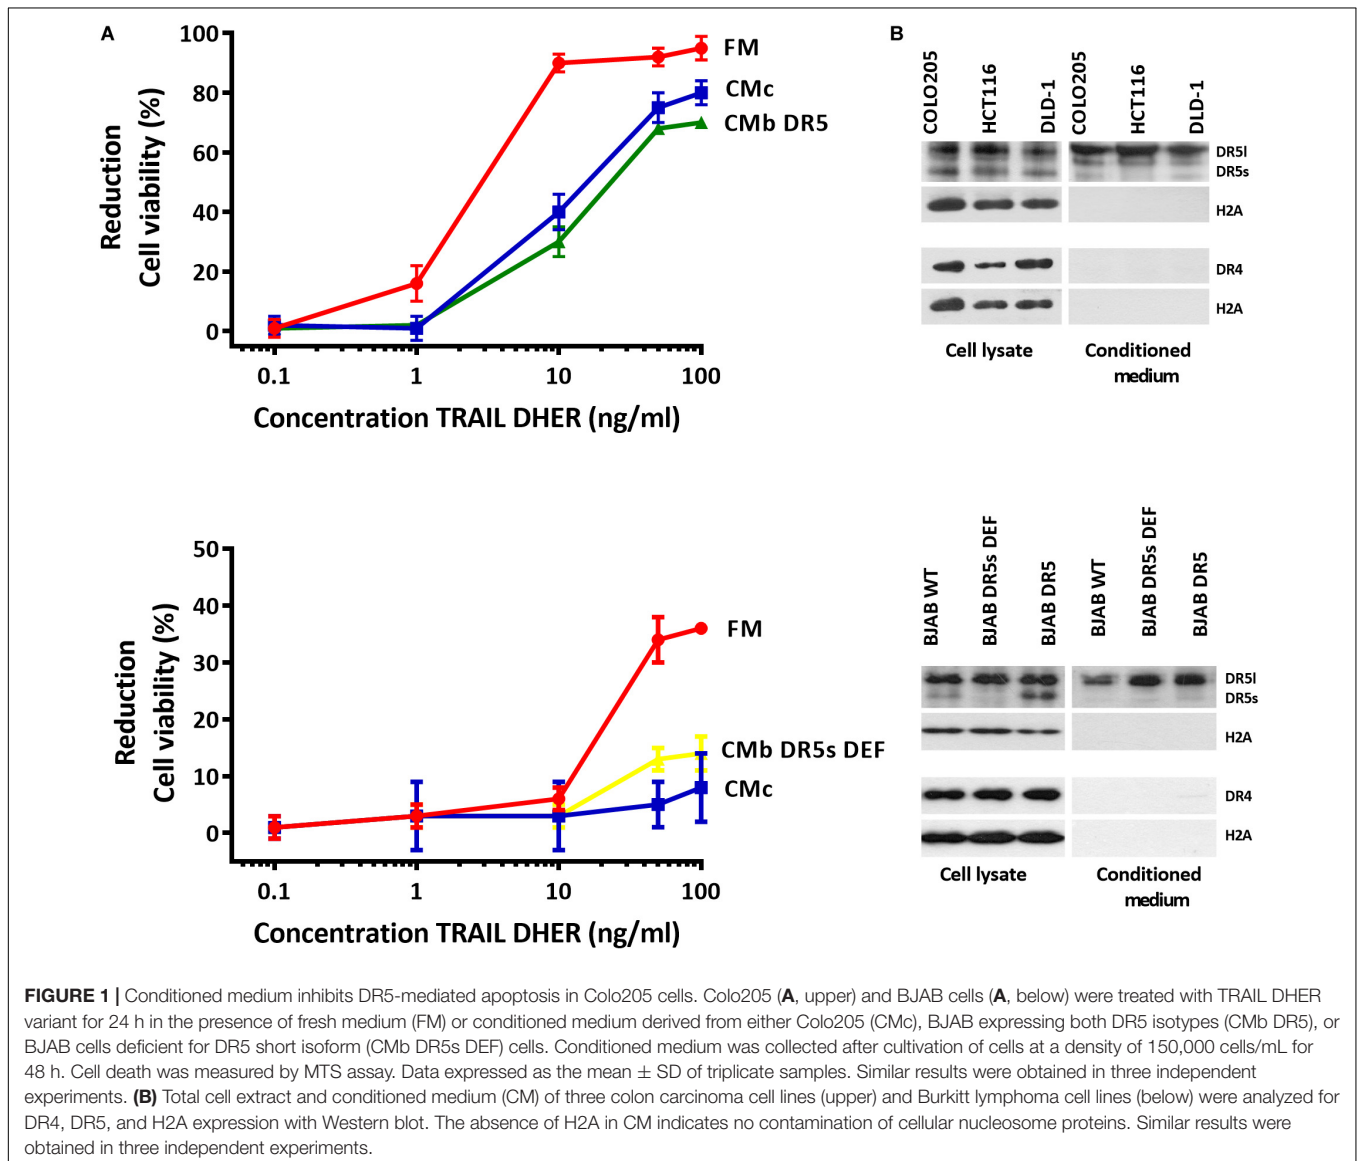 A
100
80
60
40
20
0
Reduction
Cell viability (%)
FM
CMc
CMb DR5
0.1
1
10
100
Concentration TRAIL DHER (ng/ml)
50
40
30
20
10
0
Reduction
Cell viability (%)
FM
CMb DR5s DEF
CMc
0.1
1
10
100
Concentration TRAIL DHER (ng/ml)
B
COLO205
HCT116
DLD-1
COLO205
HCT116
DLD-1
DR5l
DR5s
H2A
DR4
H2A
Cell lysate
Conditioned
medium
BJAB WT
BJAB DR5s DEF
BJAB DR5
BJAB WT
BJAB DR5s DEF
BJAB DR5
DR5l
DR5s
H2A
DR4
H2A
Cell lysate
Conditioned
medium
FIGURE 1 | Conditioned medium inhibits DR5-mediated apoptosis in Colo205 cells. Colo205 (A, upper) and BJAB cells (A, below) were treated with TRAIL DHER
variant for 24 h in the presence of fresh medium (FM) or conditioned medium derived from either Colo205 (CMc), BJAB expressing both DR5 isotypes (CMb DR5), or
BJAB cells deficient for DR5 short isoform (CMb DR5s DEF) cells. Conditioned medium was collected after cultivation of cells at a density of 150,000 cells/mL for
48 h. Cell death was measured by MTS assay. Data expressed as the mean ± SD of triplicate samples. Similar results were obtained in three independent
experiments. (B) Total cell extract and conditioned medium (CM) of three colon carcinoma cell lines (upper) and Burkitt lymphoma cell lines (below) were analyzed for
DR4, DR5, and H2A expression with Western blot. The absence of H2A in CM indicates no contamination of cellular nucleosome proteins. Similar results were
obtained in three independent experiments.